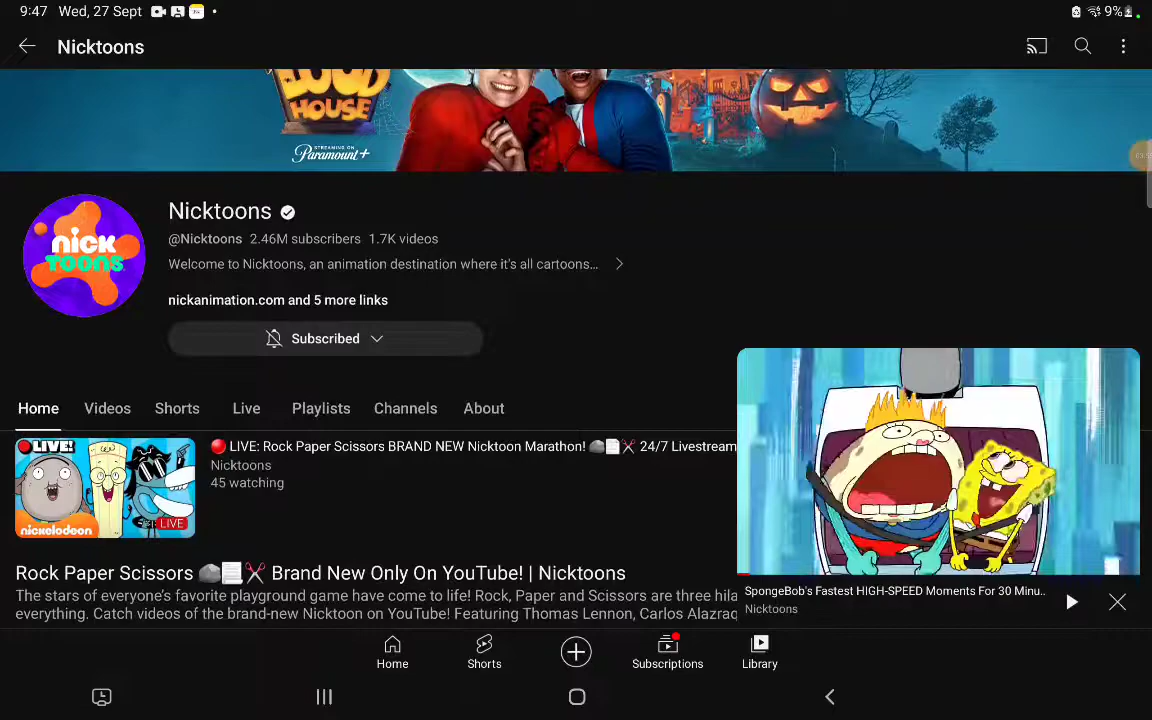 9:47 Wed, 27 Sept
9%
Nicktoons
LOUD
HOUSE
STREAMING ON
Paramount+
nick
toons
Nicktoons
@Nicktoons 2.46M subscribers 1.7K videos
Welcome to Nicktoons, an animation destination where it's all cartoons...
nickanimation.com and 5 more links
Subscribed
Home Videos Shorts Live Playlists Channels About
LIVE!
LIVE
nickelodeon
🔴 LIVE: Rock Paper Scissors BRAND NEW Nicktoon Marathon! 🪨📄✂️ 24/7 Livestream
Nicktoons
45 watching
Rock Paper Scissors 🪨📃✂️ Brand New Only On YouTube! | Nicktoons
The stars of everyone's favorite playground game have come to life! Rock, Paper and Scissors are three hila
everything. Catch videos of the brand-new Nicktoon on YouTube! Featuring Thomas Lennon, Carlos Alazraq
SpongeBob's Fastest HIGH-SPEED Moments For 30 Minu..
Nicktoons
Home Shorts Subscriptions Library